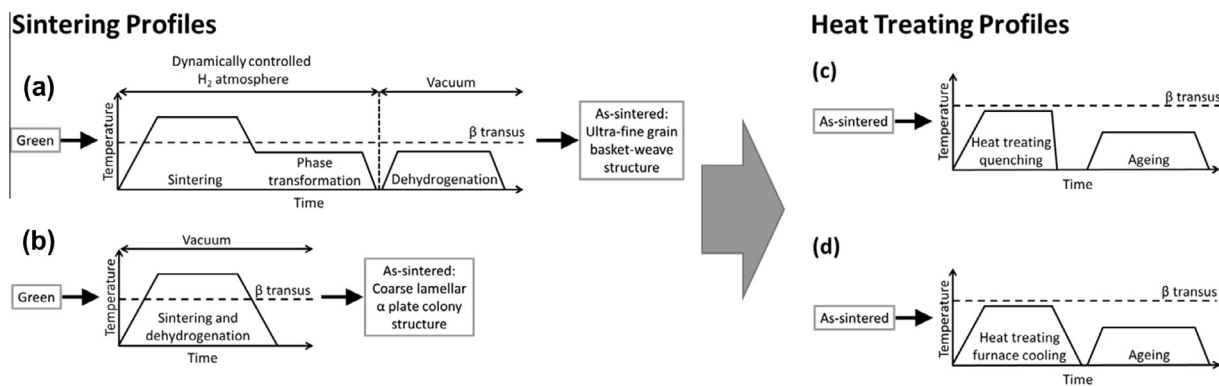 Sintering Profiles
Heat Treating Profiles
(a)
Dynamically controlled
H₂ atmosphere
Vacuum
Green
Temperature
β transus
Sintering
Phase
transformation
Dehydrogenation
Time
As-sintered:
Ultra-fine grain
basket-weave
structure
(b)
Vacuum
Green
Temperature
β transus
Sintering and
dehydrogenation
Time
As-sintered:
Coarse lamellar
α plate colony
structure
(c)
As-sintered
Temperature
β transus
Heat treating
quenching
Ageing
Time
(d)
As-sintered
Temperature
β transus
Heat treating
furnace cooling
Ageing
Time